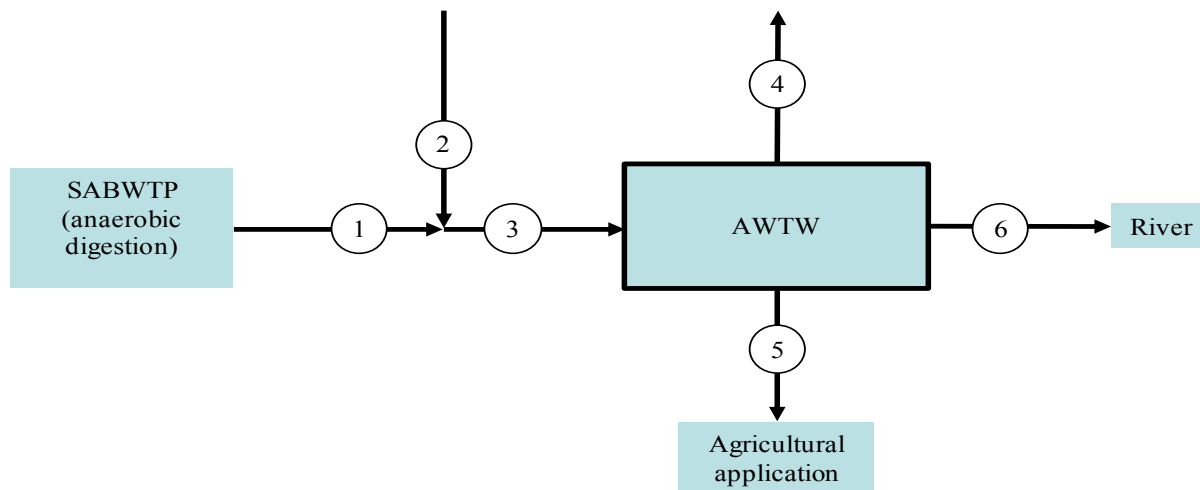 4
2
SABWTP
(anaerobic
digestion)
1
3
AWTW
6
River
5
Agricultural
application